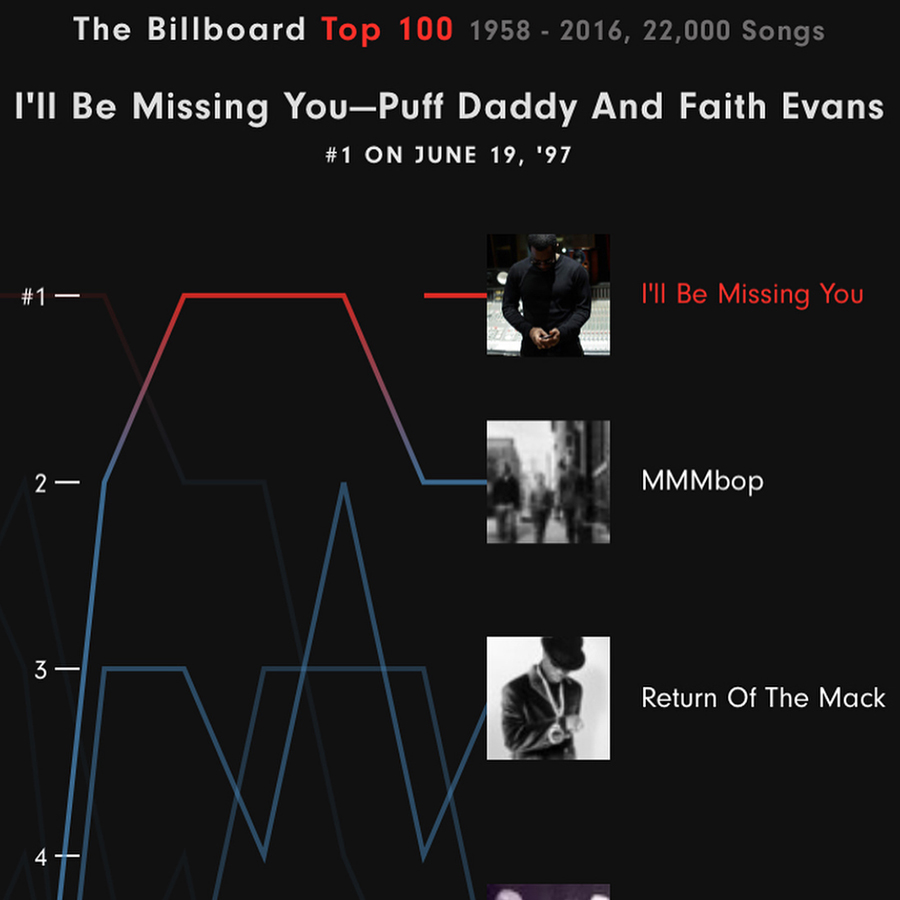 The Billboard Top 100 1958 - 2016, 22,000 Songs
I'll Be Missing You—Puff Daddy And Faith Evans
#1 ON JUNE 19, '97
#1
I'll Be Missing You
2
MMMbop
3
Return Of The Mack
4